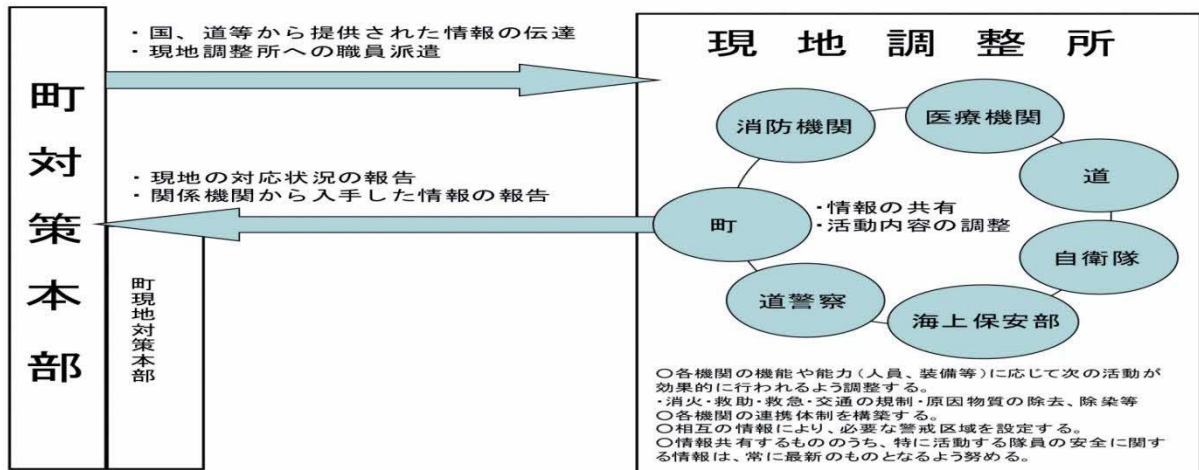 町対策本部
・国、道等から提供された情報の伝達
・現地調整所への職員派遣
・現地の対応状況の報告
・関係機関から入手した情報の報告
町現地対策本部
現地調整所
消防機関
医療機関
道
町
・情報の共有
・活動内容の調整
自衛隊
道警察
海上保安部
○各機関の機能や能力(人員、装備等)に応じて次の活動が
効果的に行われるよう調整する。
・消火・救助・救急・交通の規制・原因物質の除去、除染等
○各機関の連携体制を構築する。
○相互の情報により、必要な警戒区域を設定する。
○情報共有するもののうち、特に活動する隊員の安全に関す
る情報は、常に最新のものとなるよう努める。